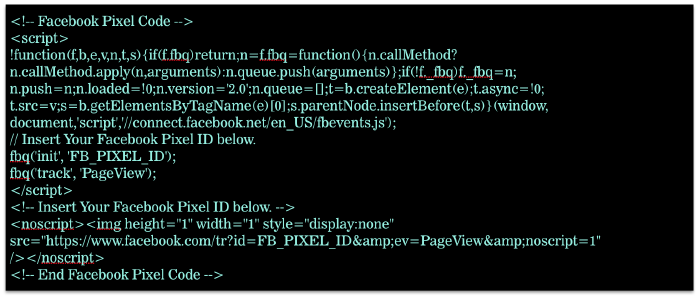 <!-- Facebook Pixel Code -->
<script>
!function(f,b,e,v,n,t,s){if(f.fbq)return;n=f.fbq=function(){n.callMethod?
n.callMethod.apply(n,arguments):n.queue.push(arguments)};if(!f._fbq)f._fbq=n;
n.push=n;n.loaded=!0;n.version='2.0';n.queue=[];t=b.createElement(e);t.async=!0;
t.src=v;s=b.getElementsByTagName(e)[0];s.parentNode.insertBefore(t,s)}(window,
document,'script','//connect.facebook.net/en_US/fbevents.js');
// Insert Your Facebook Pixel ID below.
fbq('init', 'FB_PIXEL_ID');
fbq('track', 'PageView');
</script>
<!-- Insert Your Facebook Pixel ID below. -->
<noscript><img height="1" width="1" style="display:none"
src="https://www.facebook.com/tr?id=FB_PIXEL_ID&amp;ev=PageView&amp;noscript=1"
/></noscript>
<!-- End Facebook Pixel Code -->